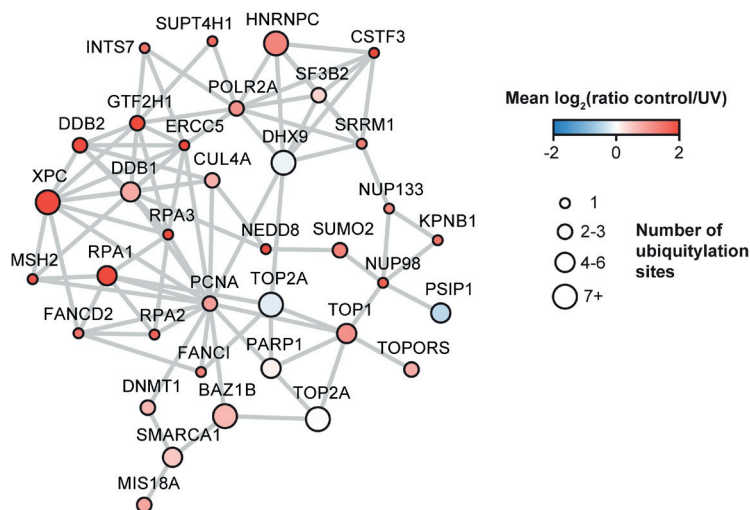 HNRNPC
SUPT4H1
CSTF3
INTS7
SF3B2
POLR2A
GTF2H1
DDB2
ERCC5
DHX9
SRRM1
XPC
DDB1
CUL4A
NUP133
RPA3
NEDD8
SUMO2
KPNB1
MSH2
RPA1
PCNA
TOP2A
NUP98
PSIP1
FANCD2
RPA2
TOP1
FANCI
PARP1
TOPORS
DNMT1
BAZ1B
TOP2A
SMARCA1
MIS18A
Mean log2(ratio control/UV)
-2 0 2
1
2-3
4-6
7+
Number of
ubiquitylation
sites